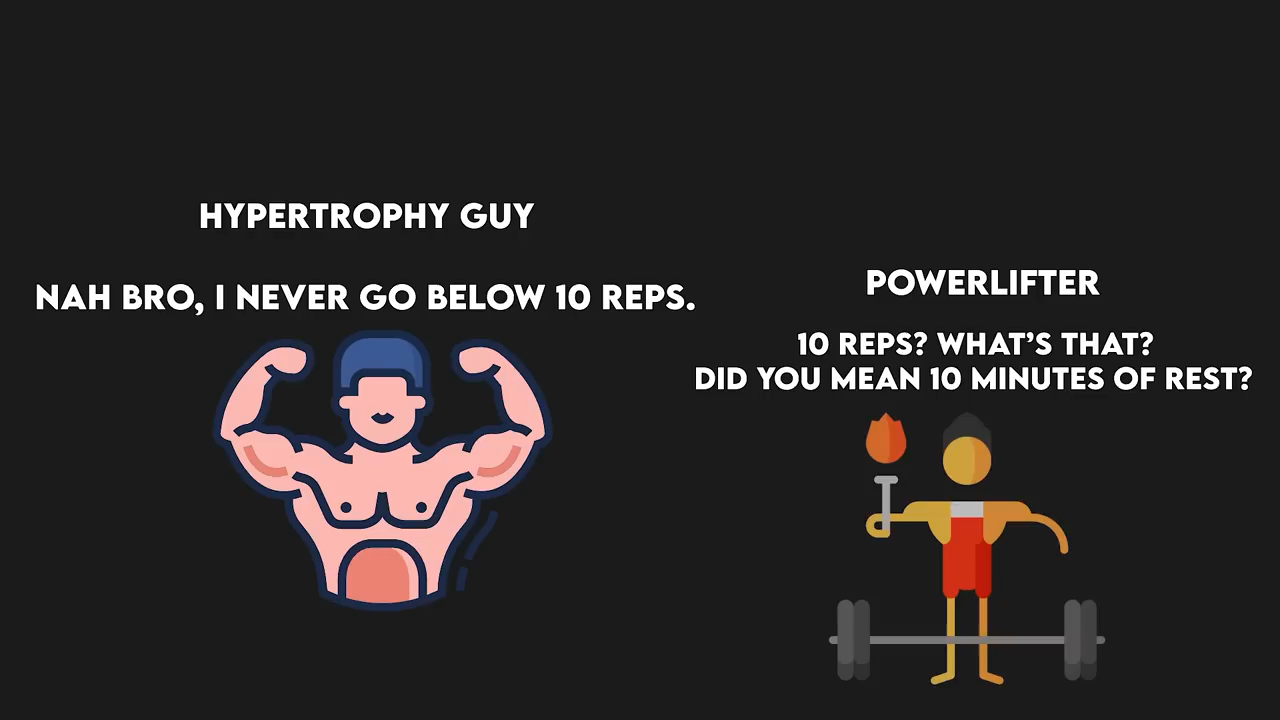 HYPERTROPHY GUY
NAH BRO, I NEVER GO BELOW 10 REPS.
POWERLIFTER
10 REPS? WHAT'S THAT?
DID YOU MEAN 10 MINUTES OF REST?